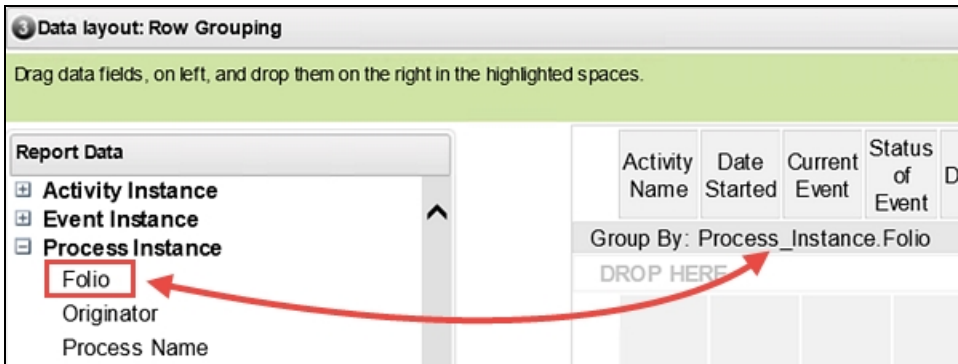 3 Data layout: Row Grouping
Drag data fields, on left, and drop them on the right in the highlighted spaces.
Report Data
Activity Instance
Event Instance
Process Instance
Folio
Originator
Process Name
Activity Name
Date Started
Current Event
Status of Event
D
Group By: Process_Instance.Folio
DROP HERE